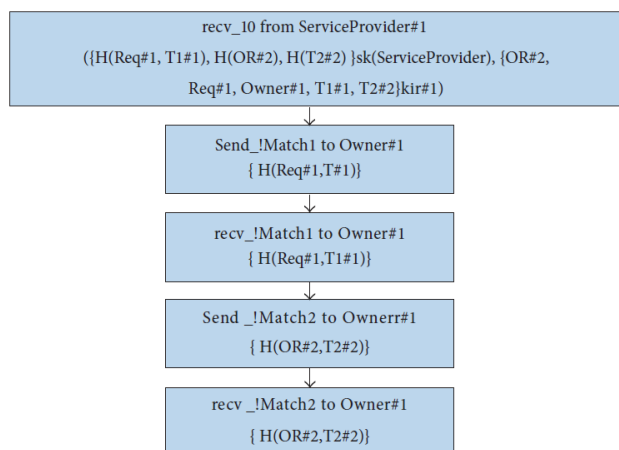 recv_10 from ServiceProvider#1
({H(Req#1, T1#1), H(OR#2), H(T2#2) }sk(ServiceProvider), {OR#2,
Req#1, Owner#1, T1#1, T2#2}kir#1)
Send_!Match1 to Owner#1
{ H(Req#1,T#1)}
recv_!Match1 to Owner#1
{ H(Req#1,T1#1)}
Send _!Match2 to Ownerr#1
{ H(OR#2,T2#2)}
recv _!Match2 to Owner#1
{ H(OR#2,T2#2)}